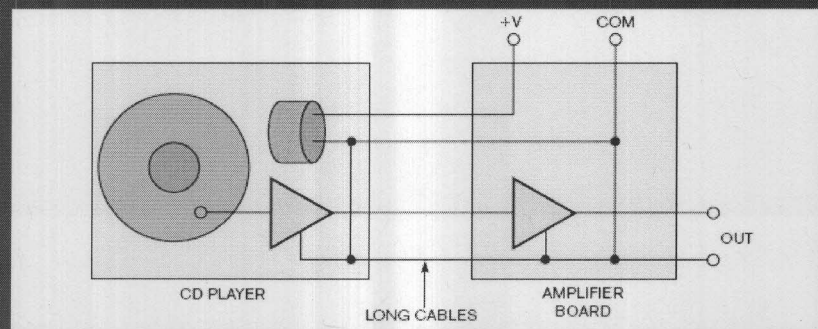 +V
COM
CD PLAYER
AMPLIFIER
BOARD
OUT
LONG CABLES